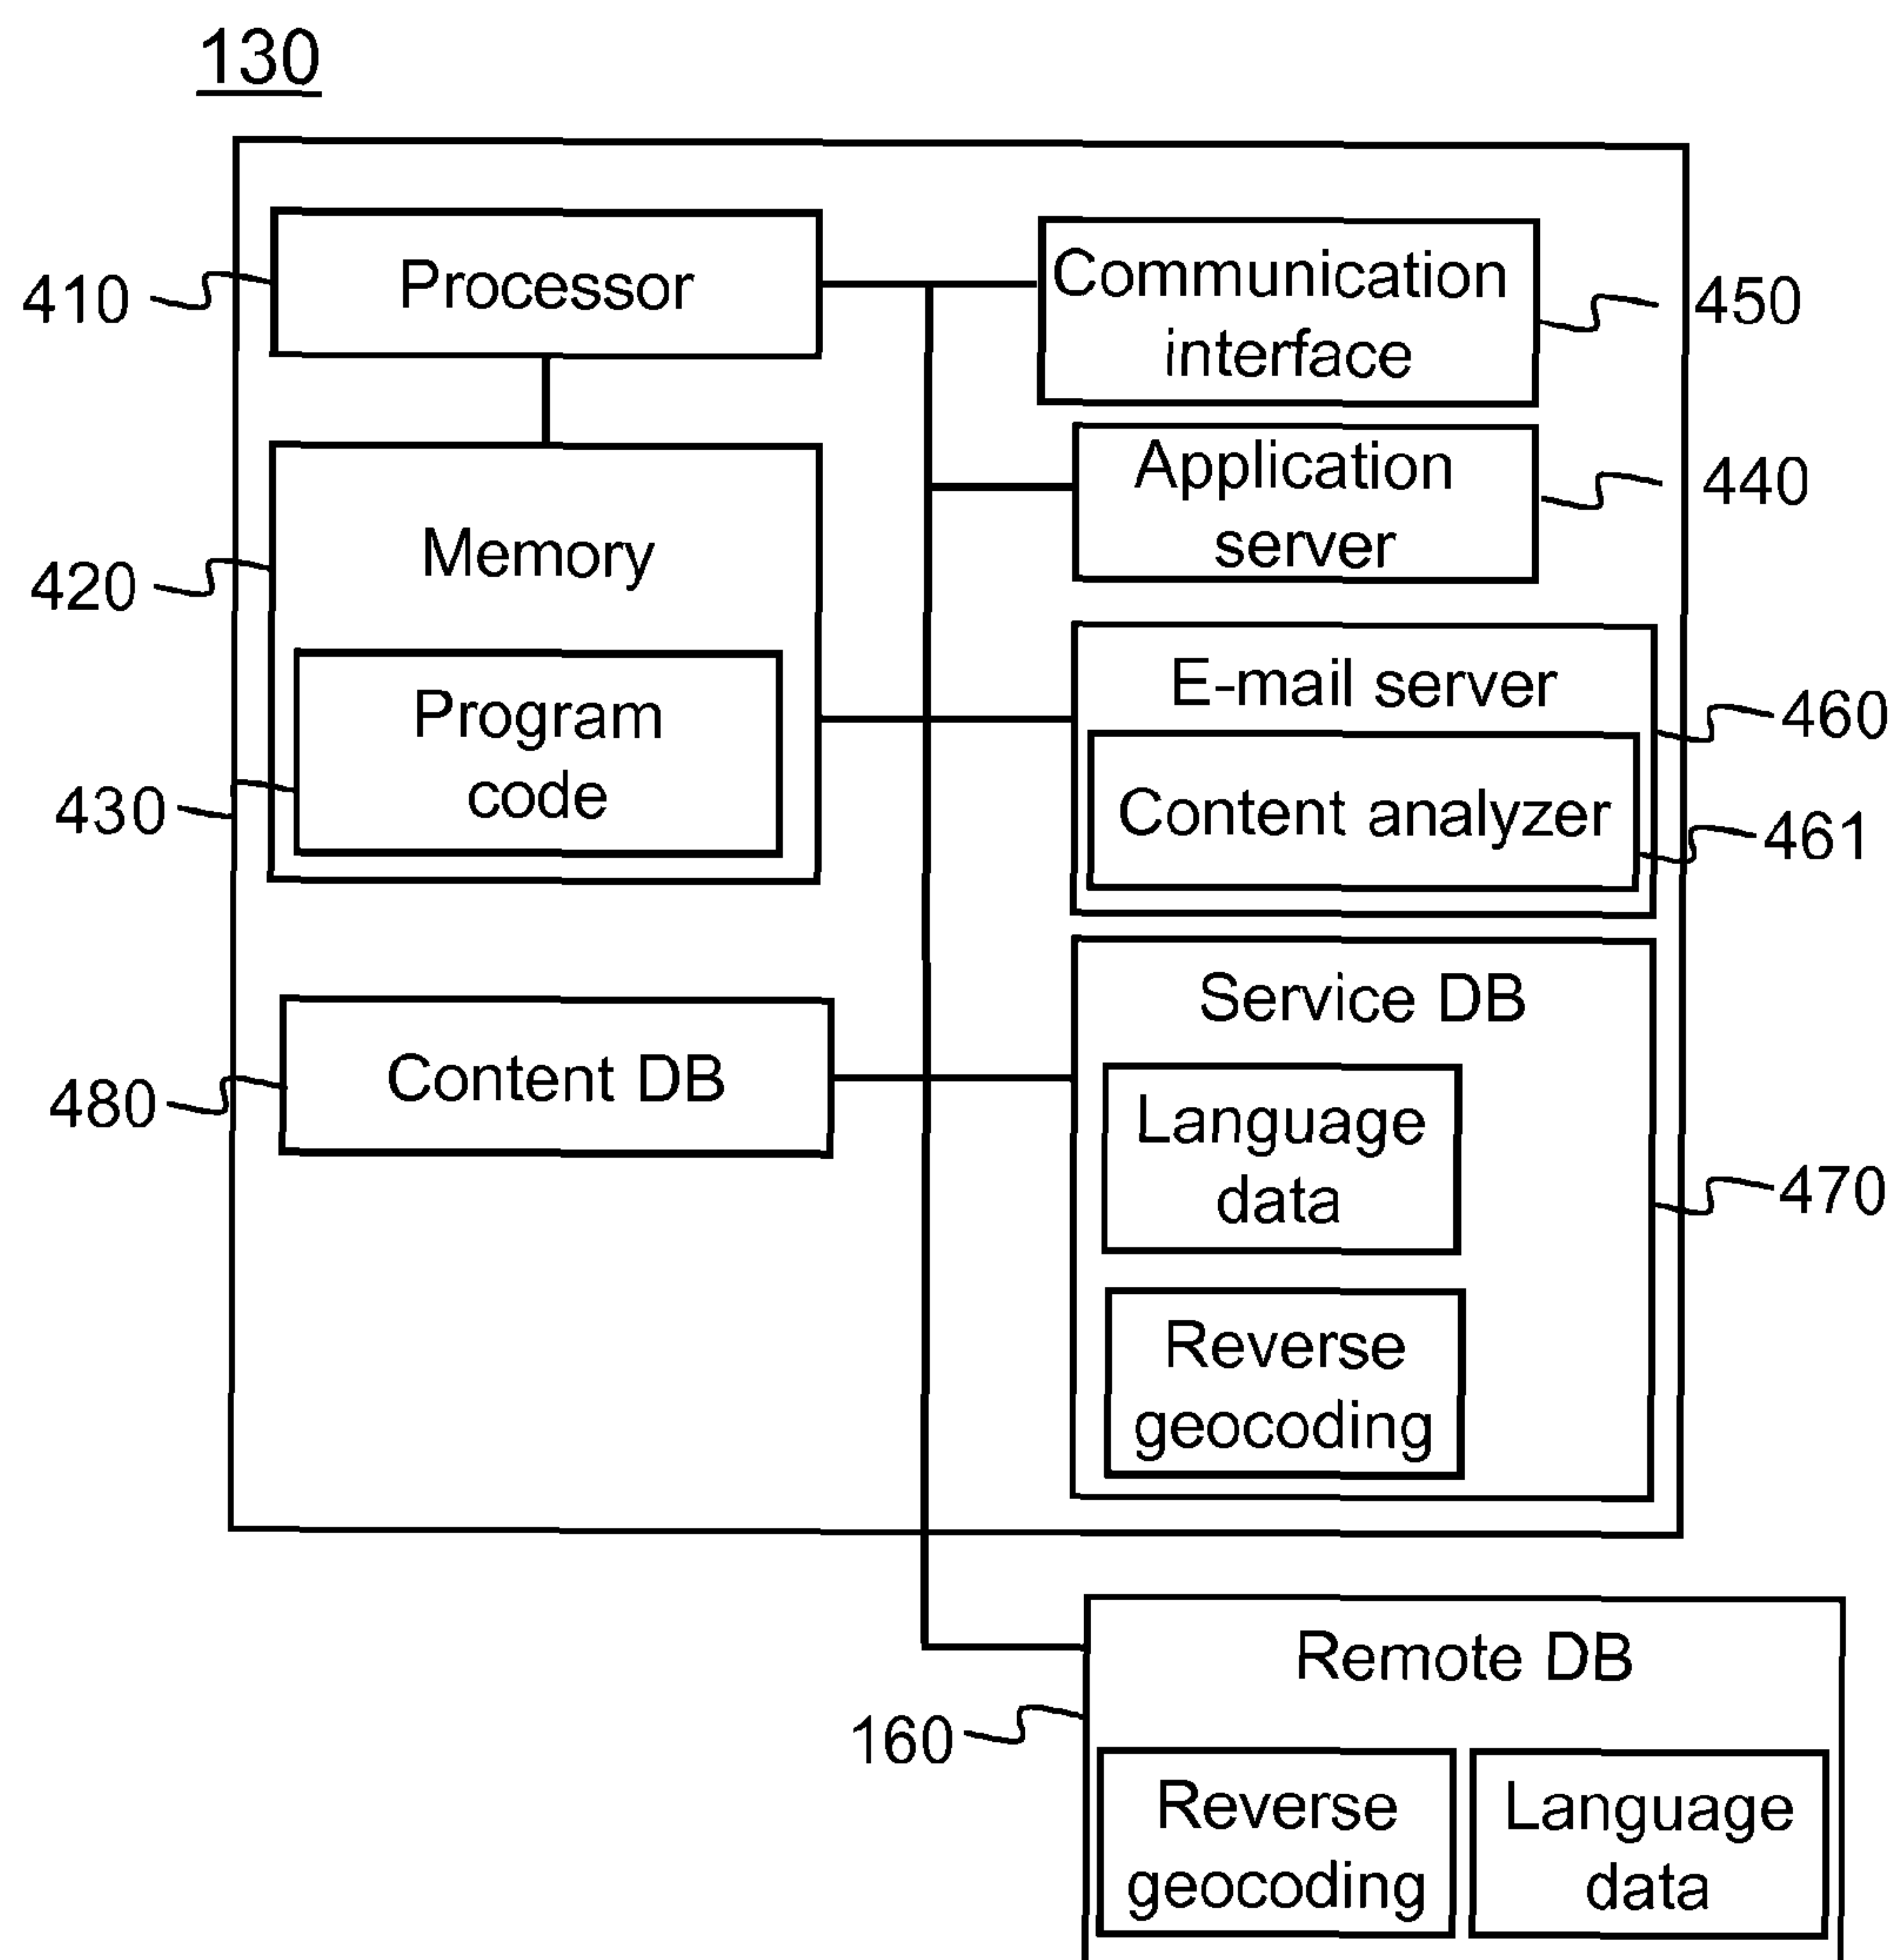 130
Processor
410
Communication
interface
450
Application
server
440
Memory
420
Program
code
430
E-mail server
460
Content analyzer
461
Service DB
Content DB
480
Language
data
470
Reverse
geocoding
Remote DB
160
Reverse
geocoding
Language
data